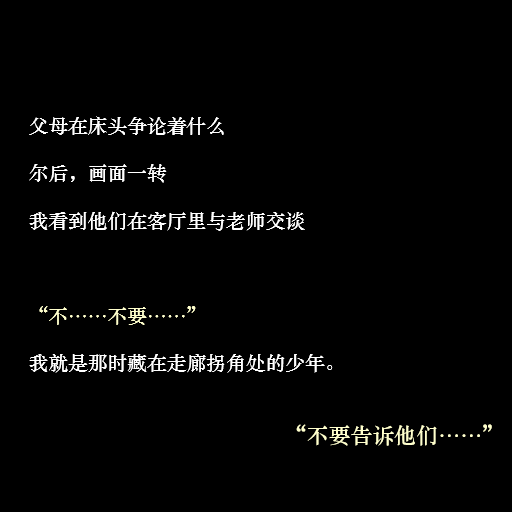 父母在床头争论着什么
尔后，画面一转
我看到他们在客厅里与老师交谈
“不……不要……”
我就是那时藏在走廊拐角处的少年。
“不要告诉他们……”